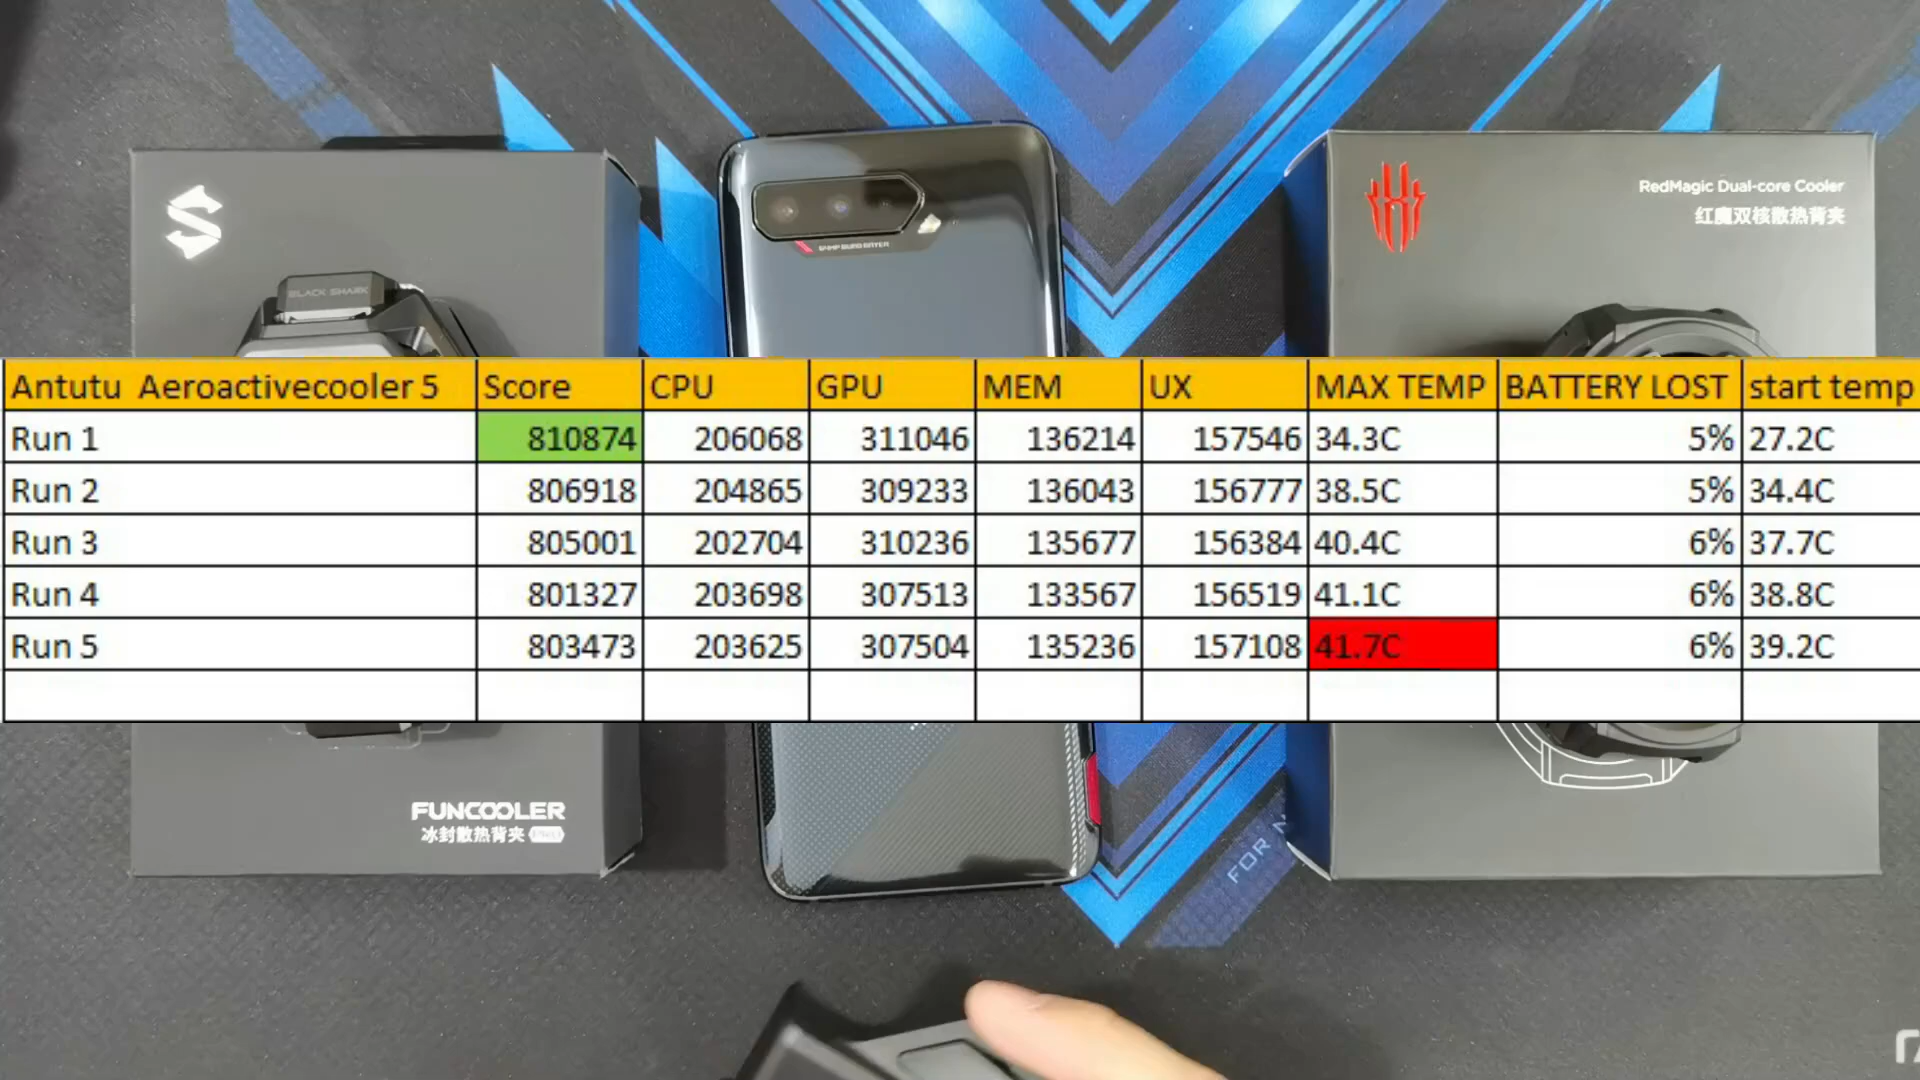 RedMagic Dual-core Cooler
红魔双核散热背夹
BLACK SHARK
Antutu Aeroactivecooler 5 Score CPU GPU MEM UX MAX TEMP BATTERY LOST start temp
Run 1 810874 206068 311046 136214 157546 34.3C 5% 27.2C
Run 2 806918 204865 309233 136043 156777 38.5C 5% 34.4C
Run 3 805001 202704 310236 135677 156384 40.4C 6% 37.7C
Run 4 801327 203698 307513 133567 156519 41.1C 6% 38.8C
Run 5 803473 203625 307504 135236 157108 41.7C 6% 39.2C
FUNCOOLER
冰封散热背夹 PRO
FOR